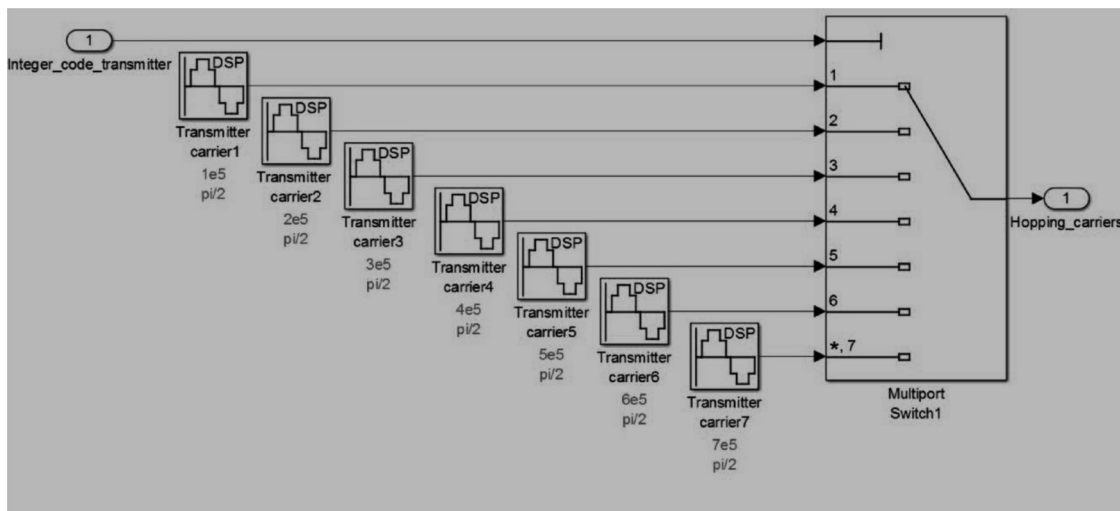 1
Integer_code_transmitter
DSP
Transmitter
carrier1
1e5
pi/2
DSP
Transmitter
carrier2
2e5
pi/2
DSP
Transmitter
carrier3
3e5
pi/2
DSP
Transmitter
carrier4
4e5
pi/2
DSP
Transmitter
carrier5
5e5
pi/2
DSP
Transmitter
carrier6
6e5
pi/2
DSP
Transmitter
carrier7
7e5
pi/2
1
2
3
4
5
6
*, 7
Multiport
Switch1
1
Hopping_carriers